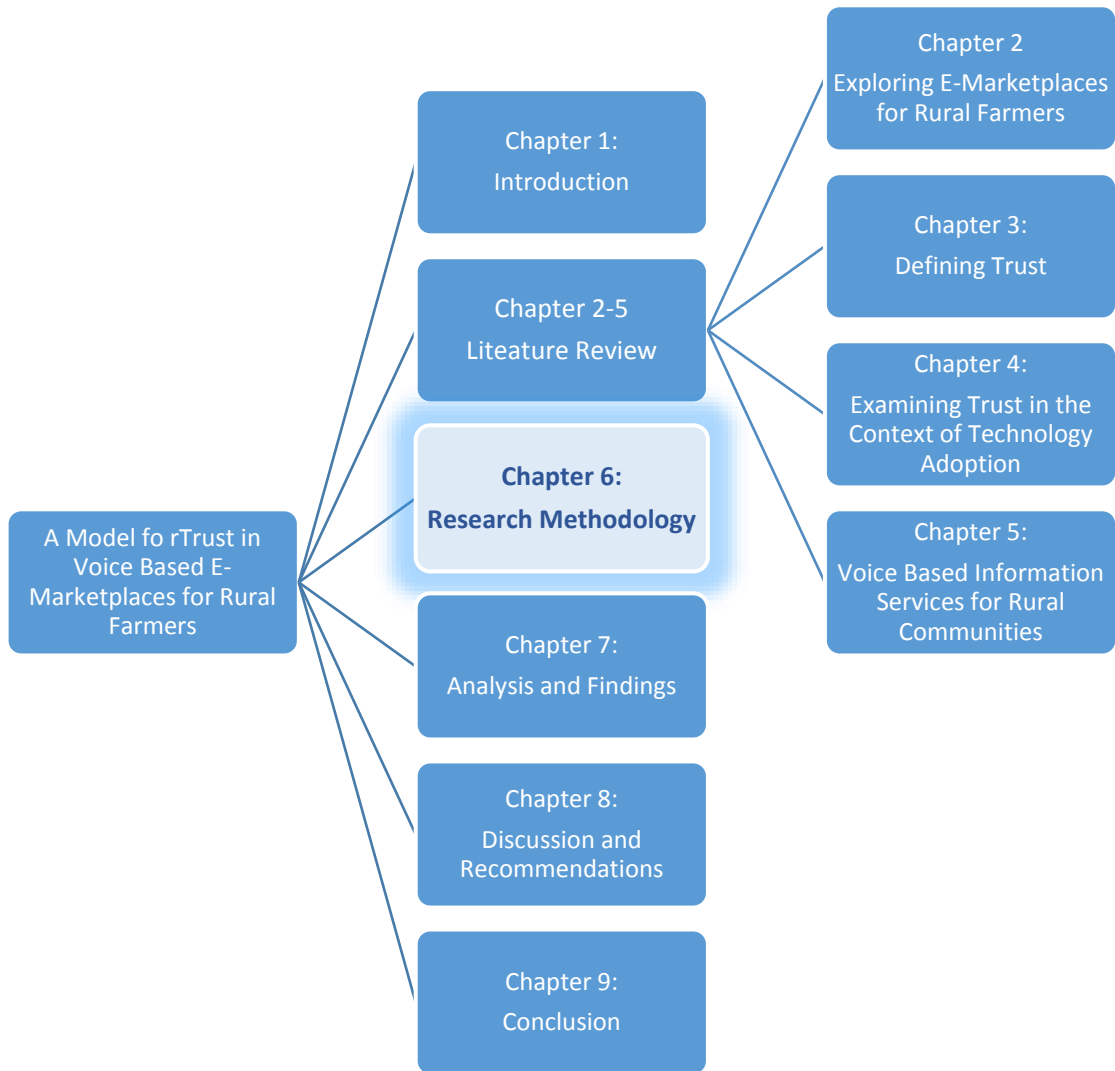 A Model fo rTrust in
Voice Based E-
Marketplaces for Rural
Farmers
Chapter 1:
Introduction
Chapter 2-5
Liteature Review
Chapter 6:
Research Methodology
Chapter 7:
Analysis and Findings
Chapter 8:
Discussion and
Recommendations
Chapter 9:
Conclusion
Chapter 2
Exploring E-Marketplaces
for Rural Farmers
Chapter 3:
Defining Trust
Chapter 4:
Examining Trust in the
Context of Technology
Adoption
Chapter 5:
Voice Based Information
Services for Rural
Communities